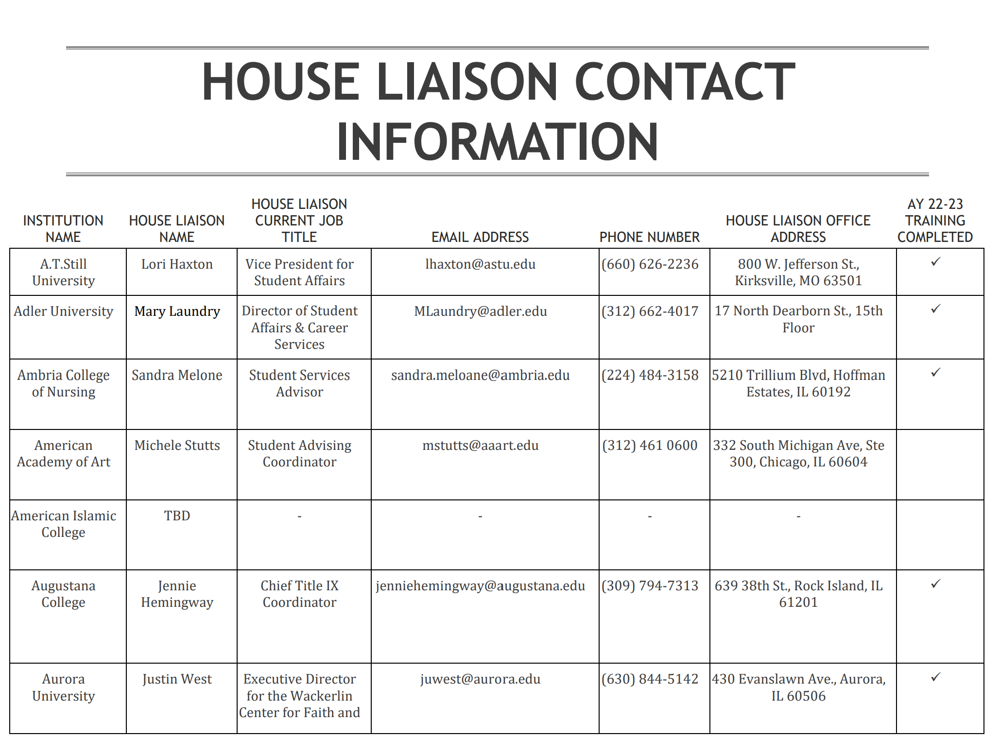 HOUSE LIAISON CONTACT
INFORMATION
INSTITUTION NAME
HOUSE LIAISON NAME
HOUSE LIAISON CURRENT JOB TITLE
EMAIL ADDRESS
PHONE NUMBER
HOUSE LIAISON OFFICE ADDRESS
AY 22-23 TRAINING COMPLETED
A.T.Still
University
Lori Haxton
Vice President for
Student Affairs
lhaxton@astu.edu
(660) 626-2236
800 W. Jefferson St.,
Kirksville, MO 63501
✓
Adler University
Mary Laundry
Director of Student
Affairs & Career
Services
MLaundry@adler.edu
(312) 662-4017
17 North Dearborn St., 15th
Floor
✓
Ambria College
of Nursing
Sandra Melone
Student Services
Advisor
sandra.meloane@ambria.edu
(224) 484-3158
5210 Trillium Blvd, Hoffman
Estates, IL 60192
✓
American
Academy of Art
Michele Stutts
Student Advising
Coordinator
mstutts@aaart.edu
(312) 461 0600
332 South Michigan Ave, Ste
300, Chicago, IL 60604
American Islamic
College
TBD
-
-
-
-
Augustana
College
Jennie
Hemingway
Chief Title IX
Coordinator
jenniehemingway@augustana.edu
(309) 794-7313
639 38th St., Rock Island, IL
61201
✓
Aurora
University
Justin West
Executive Director
for the Wackerlin
Center for Faith and
juwest@aurora.edu
(630) 844-5142
430 Evanslawn Ave., Aurora,
IL 60506
✓